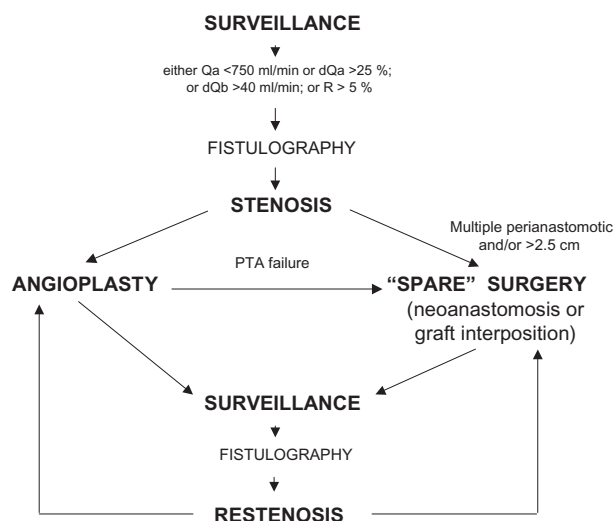 SURVEILLANCE
either Qa <750 ml/min or dQa >25 %;
or dQb >40 ml/min; or R > 5 %
FISTULOGRAPHY
STENOSIS
Multiple perianastomotic
and/or >2.5 cm
PTA failure
ANGIOPLASTY
“SPARE” SURGERY
(neoanastomosis or
graft interposition)
SURVEILLANCE
FISTULOGRAPHY
RESTENOSIS